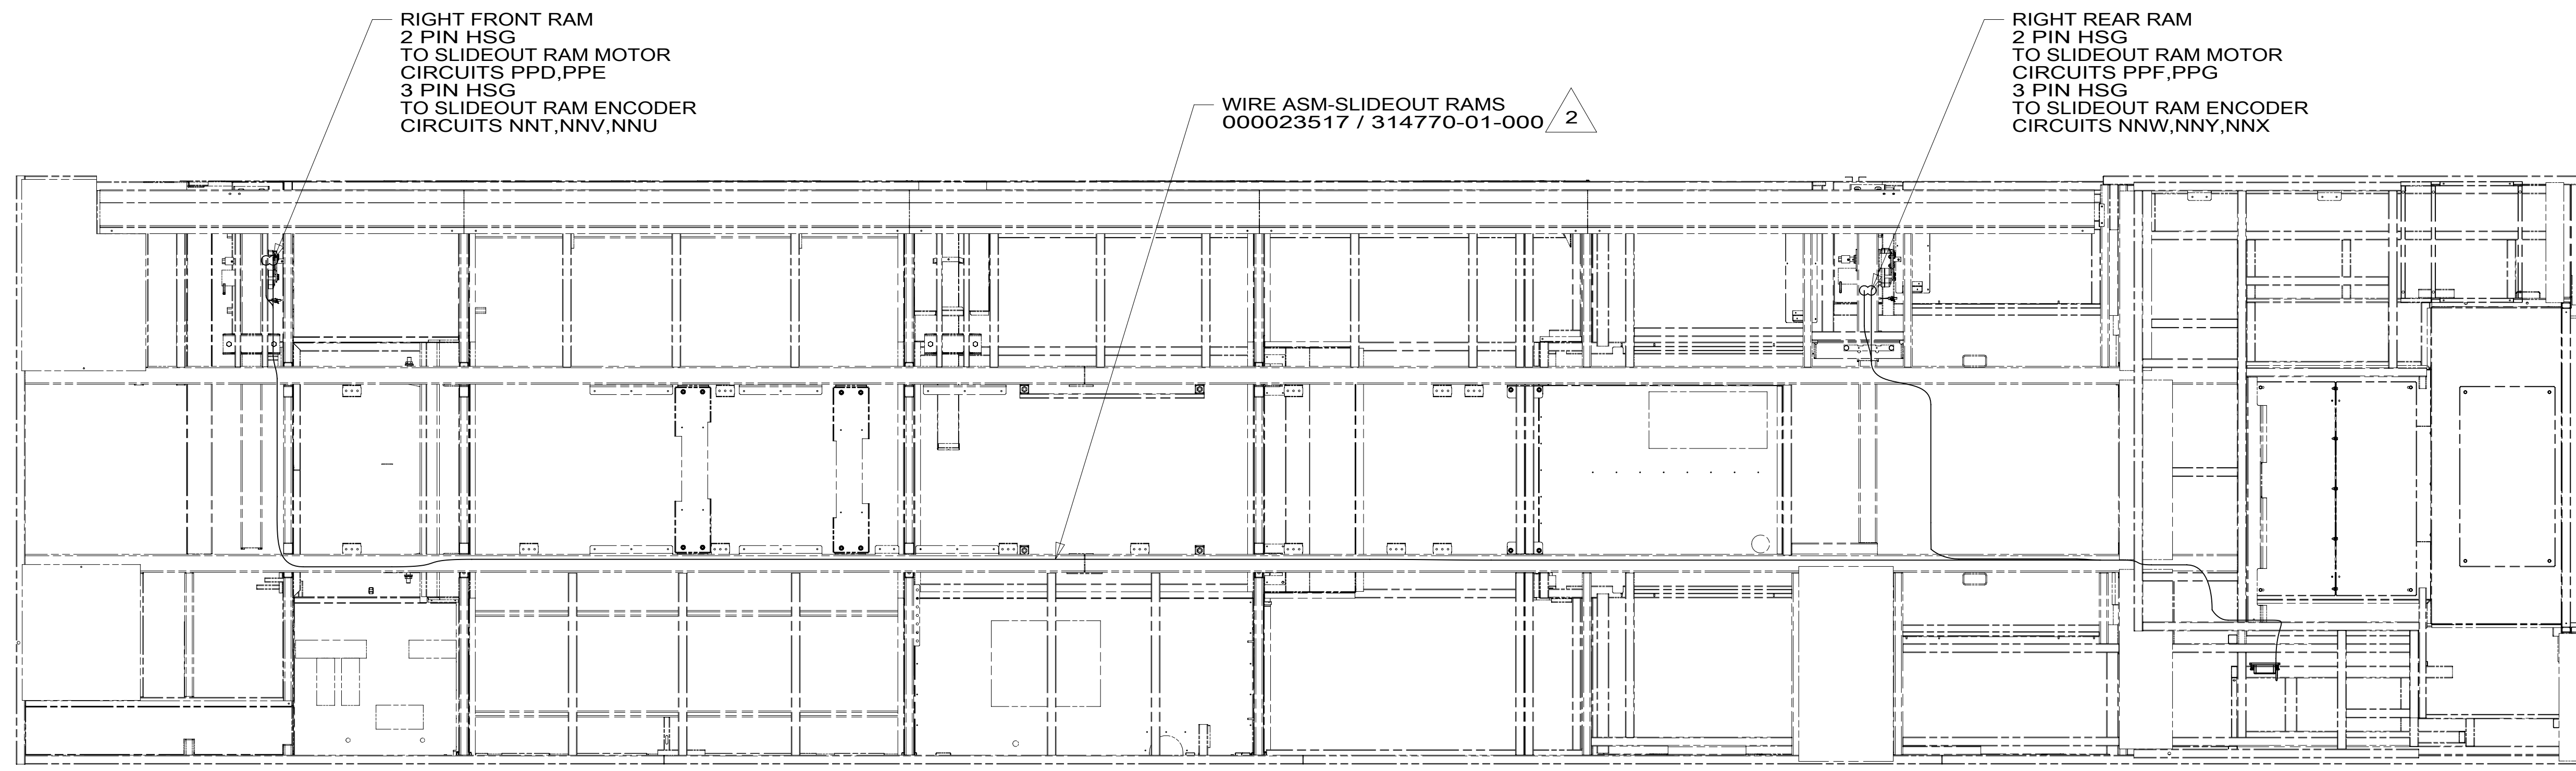 RIGHT FRONT RAM
2 PIN HSG
TO SLIDEOUT RAM MOTOR
CIRCUITS PPD,PPE
3 PIN HSG
TO SLIDEOUT RAM ENCODER
CIRCUITS NNT,NNV,NNU
WIRE ASM-SLIDEOUT RAMS
000023517 / 314770-01-000
2
RIGHT REAR RAM
2 PIN HSG
TO SLIDEOUT RAM MOTOR
CIRCUITS PPF,PPG
3 PIN HSG
TO SLIDEOUT RAM ENCODER
CIRCUITS NNW,NNY,NNX